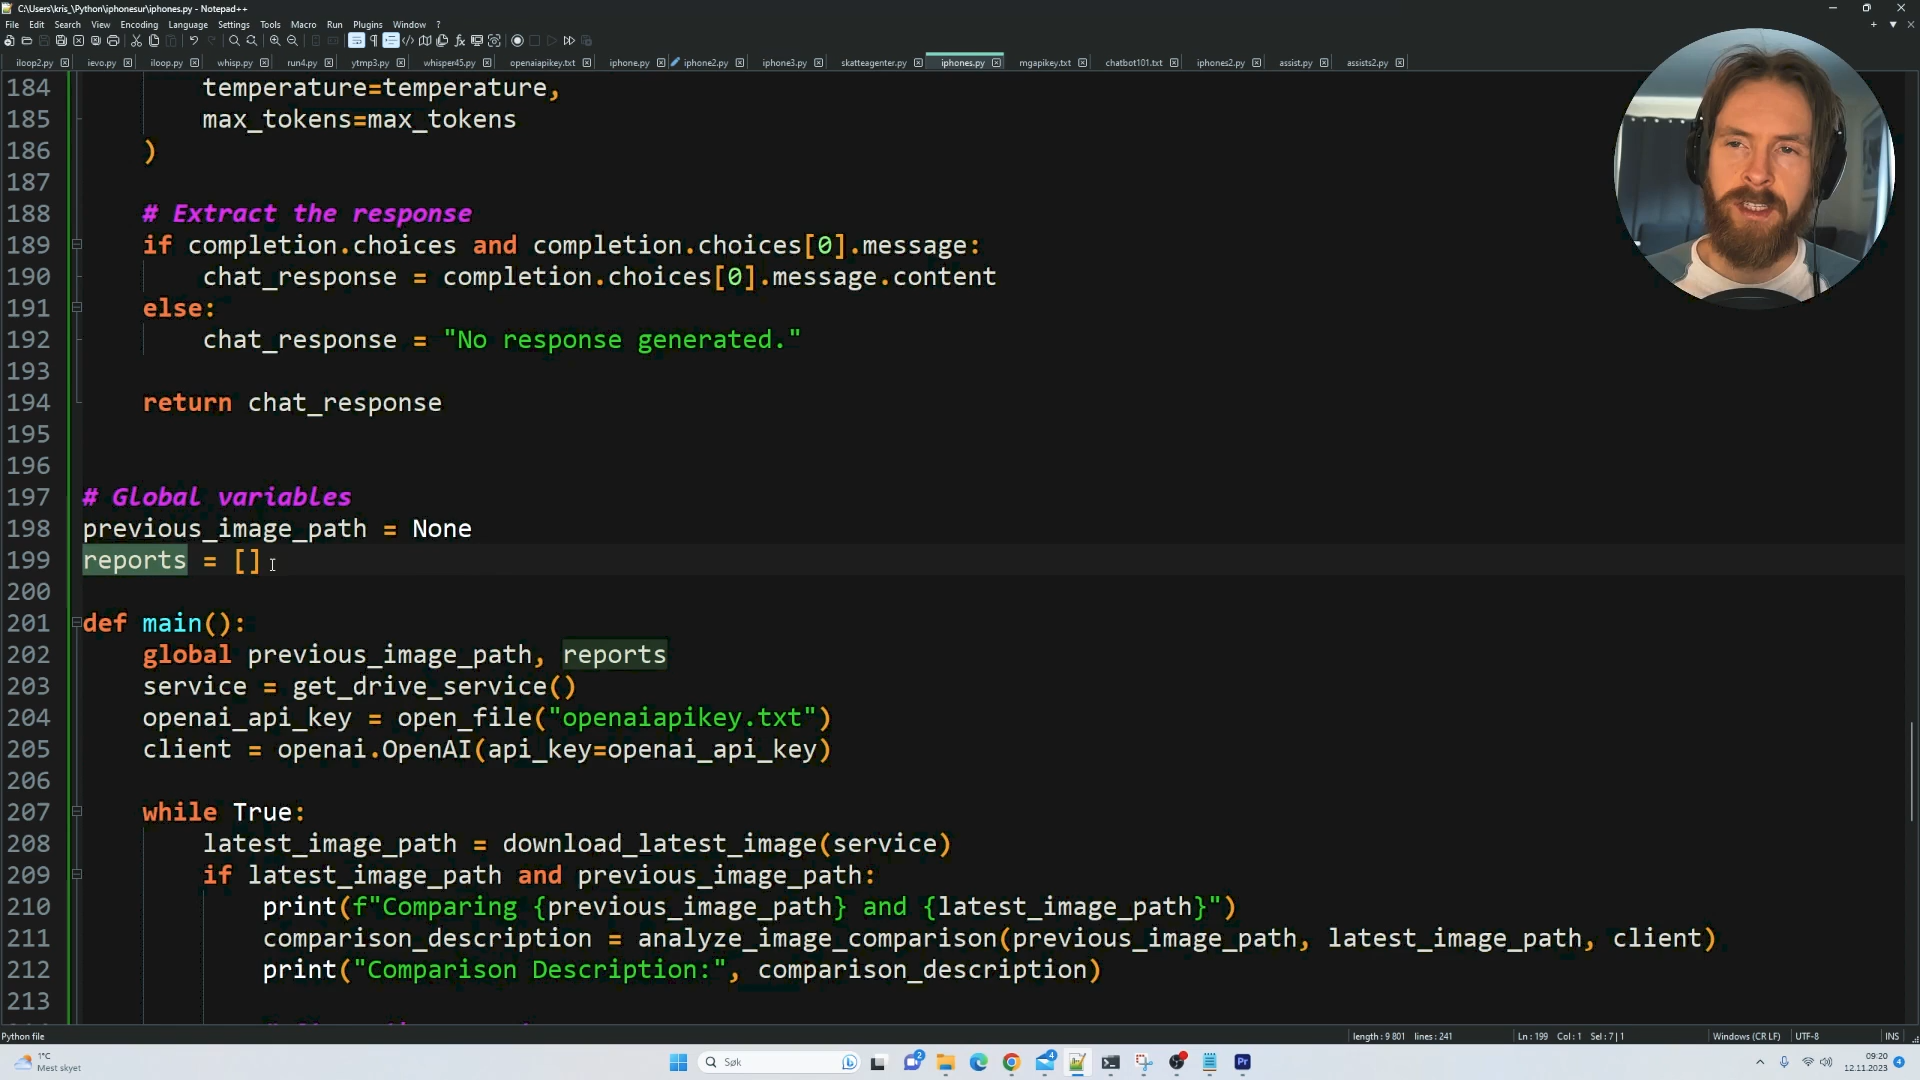 C:\Users\kris_\Python\iphonesur\iphones.py - Notepad++
File Edit Search View Encoding Language Settings Tools Macro Run Plugins Window ?
iloop2.py ievo.py iloop.py whisp.py run4.py ytmp3.py whisper45.py openaiapikey.txt iphone.py iphone2.py iphone3.py skatteagenter.py iphones.py mgapikey.txt chatbot101.txt iphones2.py assist.py assists2.py
184 temperature=temperature,
185 max_tokens=max_tokens
186 )
187
188 # Extract the response
189 if completion.choices and completion.choices[0].message:
190 chat_response = completion.choices[0].message.content
191 else:
192 chat_response = "No response generated."
193
194 return chat_response
195
196
197 # Global variables
198 previous_image_path = None
199 reports = []
200
201 def main():
202 global previous_image_path, reports
203 service = get_drive_service()
204 openai_api_key = open_file("openaiapikey.txt")
205 client = openai.OpenAI(api_key=openai_api_key)
206
207 while True:
208 latest_image_path = download_latest_image(service)
209 if latest_image_path and previous_image_path:
210 print(f"Comparing {previous_image_path} and {latest_image_path}")
211 comparison_description = analyze_image_comparison(previous_image_path, latest_image_path, client)
212 print("Comparison Description:", comparison_description)
213
Python file length : 9 801 lines : 241 Ln : 199 Col : 1 Sel : 7 | 1 Windows (CR LF) UTF-8 INS
1°C
Mest skyet
Søk
09:20
12.11.2023